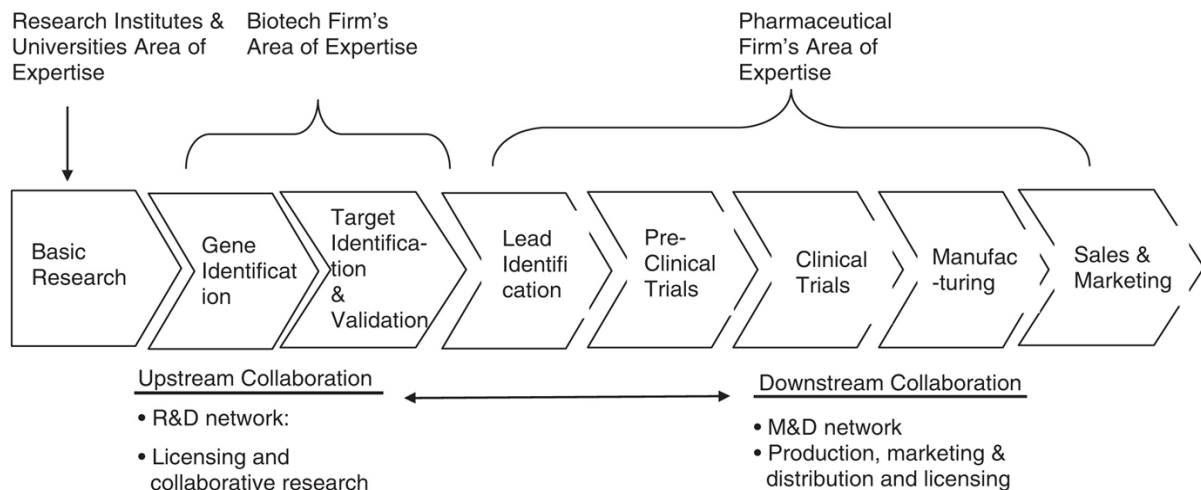 Research Institutes &
Universities Area of
Expertise
Biotech Firm's
Area of Expertise
Pharmaceutical
Firm's Area of
Expertise
Basic
Research
Gene
Identificat
ion
Target
Identifica-
tion
&
Validation
Lead
Identifi
cation
Pre-
Clinical
Trials
Clinical
Trials
Manufac
-turing
Sales &
Marketing
Upstream Collaboration
• R&D network:
• Licensing and
collaborative research
Downstream Collaboration
• M&D network
• Production, marketing &
distribution and licensing